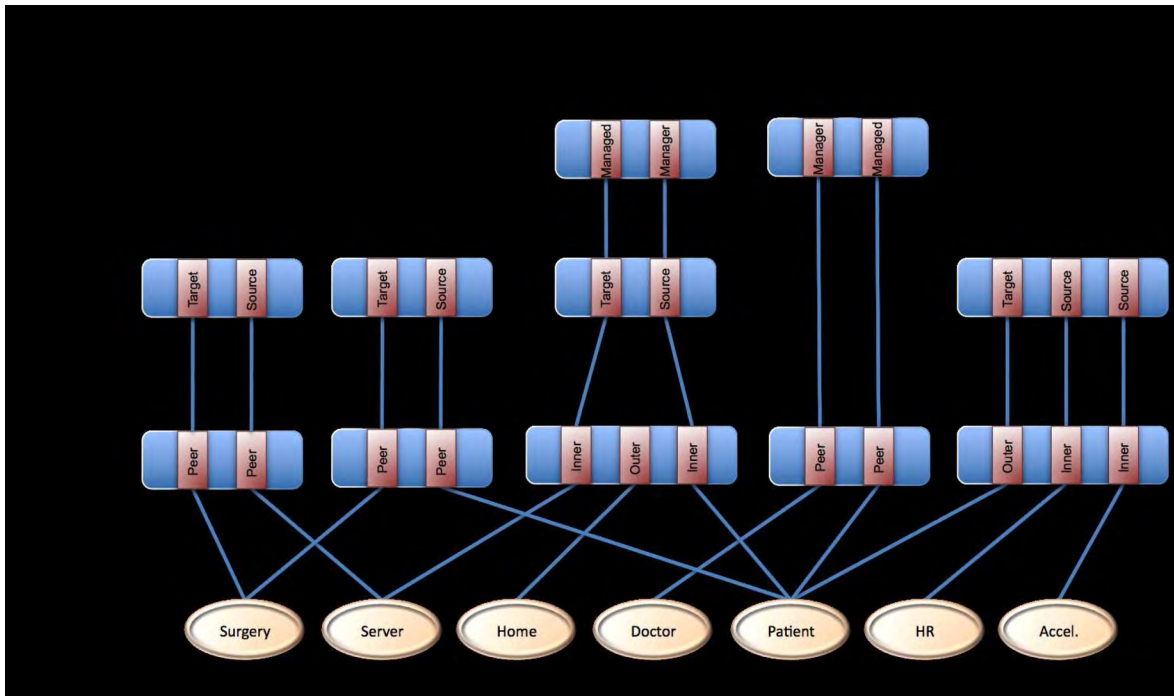 Managed Manager
Manager Managed
Target Source
Target Source
Target Source
Target Source Source
Peer Peer
Peer Peer
Inner Outer Inner
Peer Peer
Outer Inner Inner
Surgery
Server
Home
Doctor
Patient
HR
Accel.